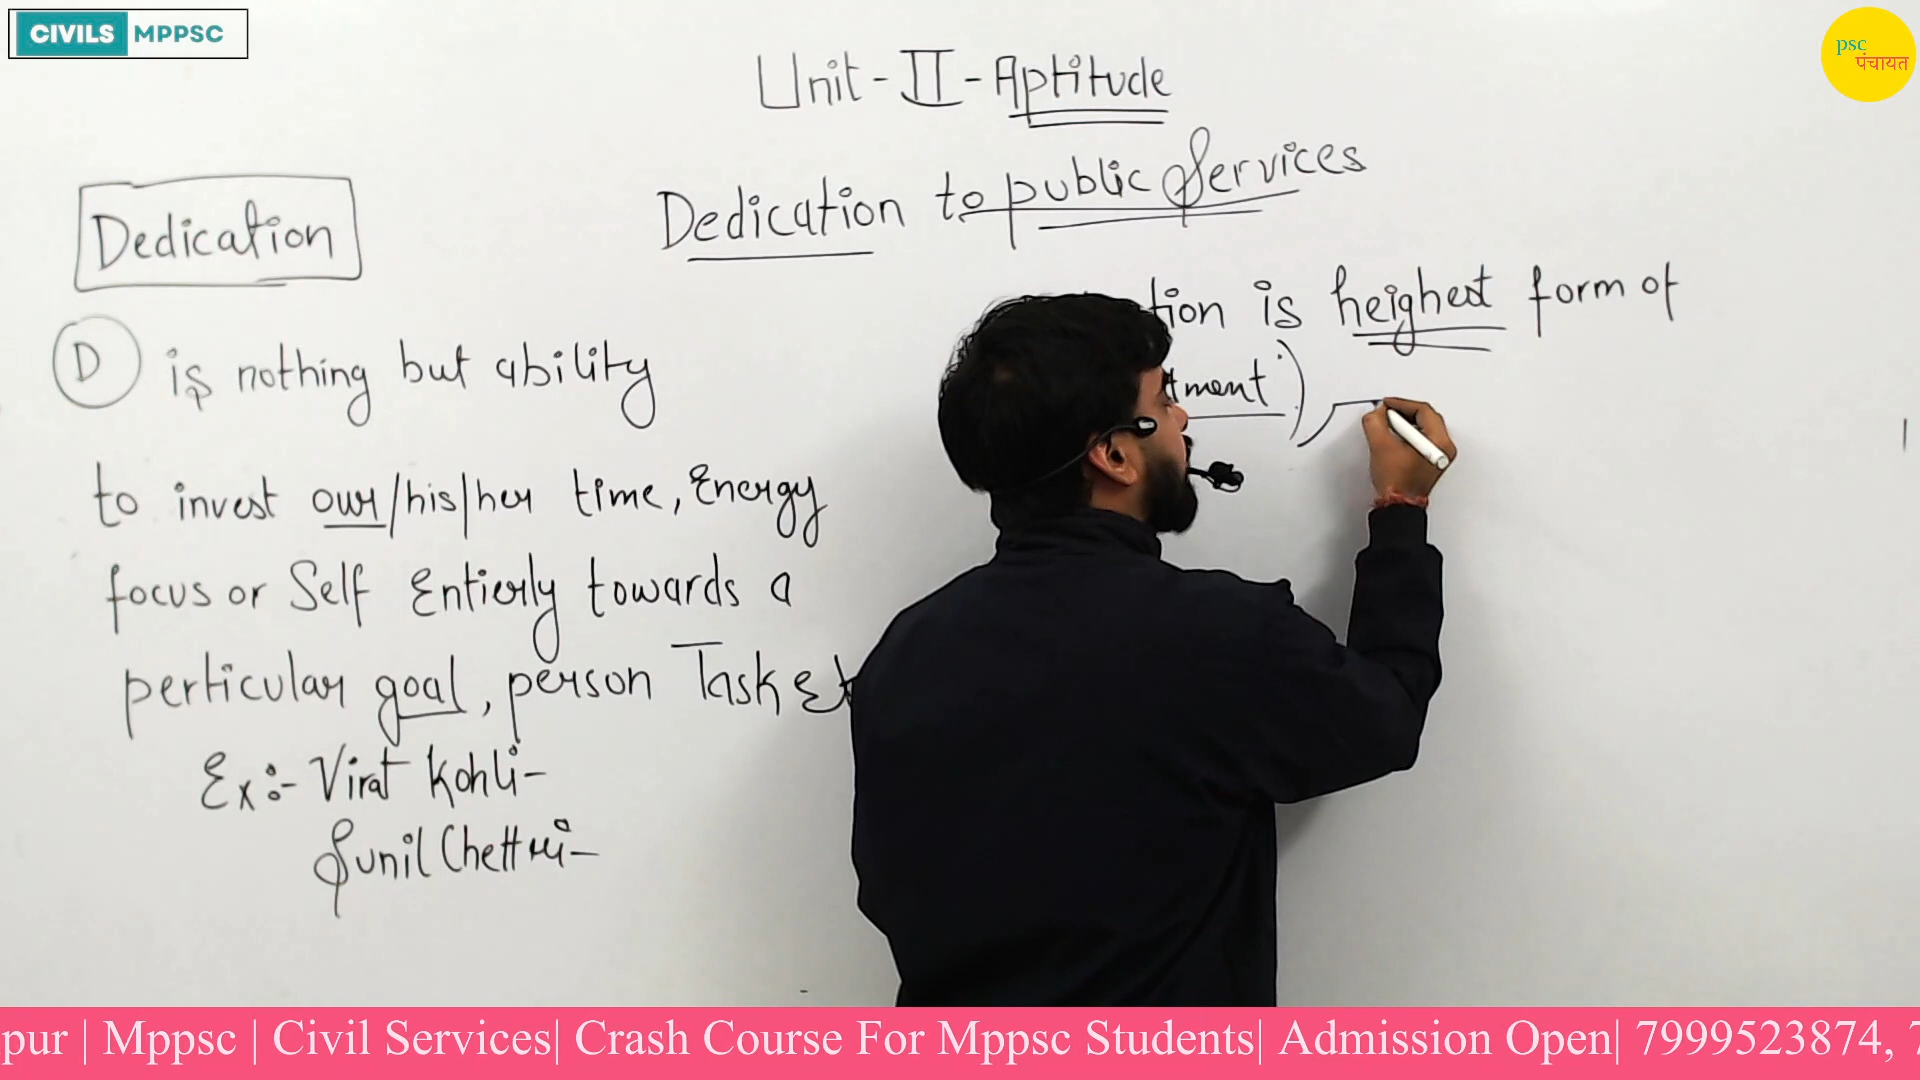 CIVILS MPPSC
psc
पंचायत
Unit - II - Aptitude
Dedication to public Services
Dedication
D is nothing but ability
to invest our/his/her time, Energy
focus or Self Entierly towards a
perticular goal, person Task
Ex:- Virat Kohli-
Sunil Chettri-
tion is heighest form of
tment
pur | Mppsc | Civil Services| Crash Course For Mppsc Students| Admission Open| 7999523874, 7